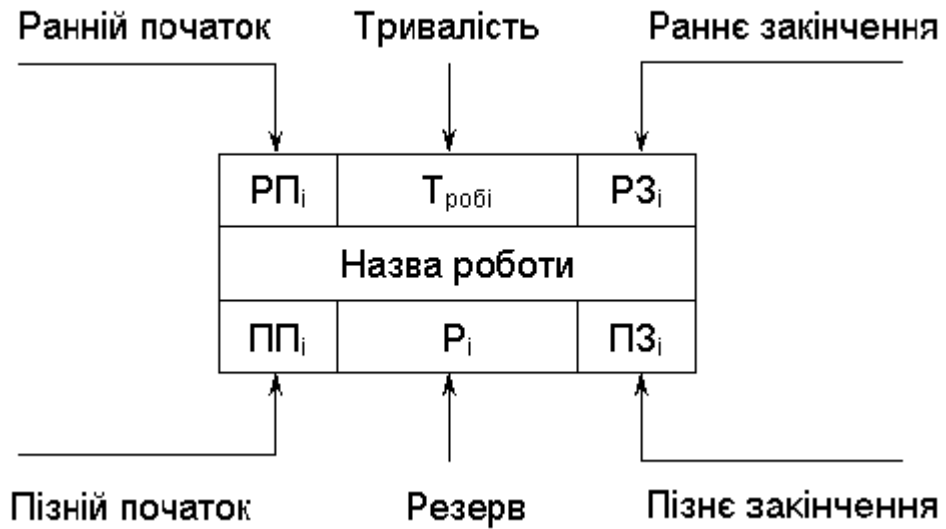 Ранній початок Тривалість Раннє закінчення
РПᵢ Тробі РЗᵢ
Назва роботи
ППᵢ Рᵢ ПЗᵢ
Пізній початок Резерв Пізнє закінчення